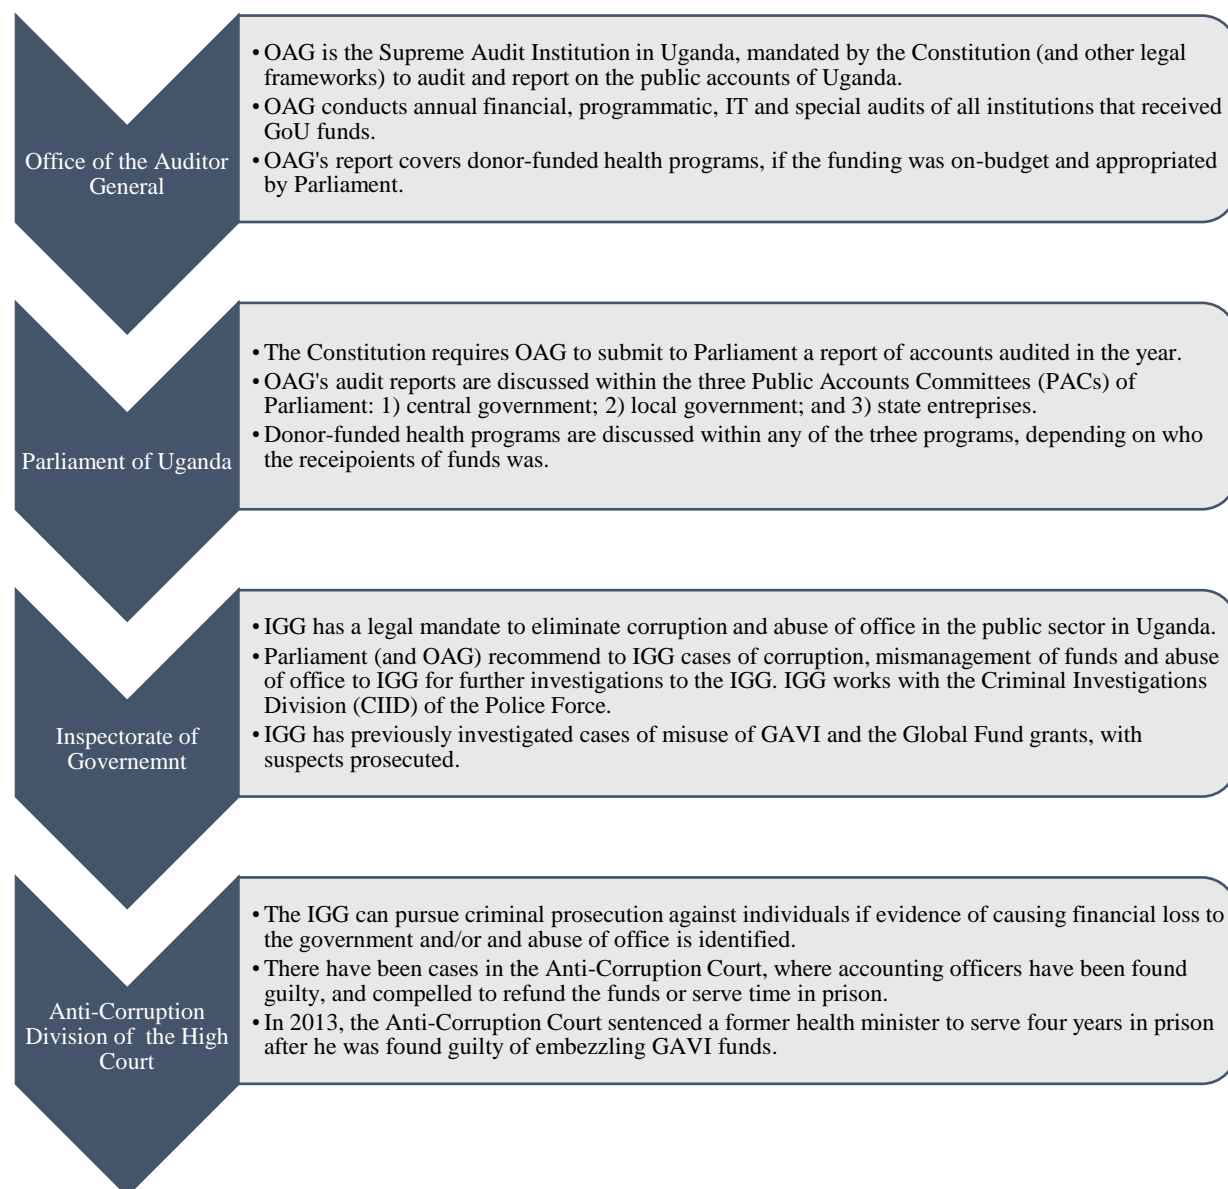 Office of the Auditor
General
• OAG is the Supreme Audit Institution in Uganda, mandated by the Constitution (and other legal
frameworks) to audit and report on the public accounts of Uganda.
• OAG conducts annual financial, programmatic, IT and special audits of all institutions that received
GoU funds.
• OAG's report covers donor-funded health programs, if the funding was on-budget and appropriated
by Parliament.
Parliament of Uganda
• The Constitution requires OAG to submit to Parliament a report of accounts audited in the year.
• OAG's audit reports are discussed within the three Public Accounts Committees (PACs) of
Parliament: 1) central government; 2) local government; and 3) state entreprises.
• Donor-funded health programs are discussed within any of the trhee programs, depending on who
the receipoients of funds was.
Inspectorate of
Governemnt
• IGG has a legal mandate to eliminate corruption and abuse of office in the public sector in Uganda.
• Parliament (and OAG) recommend to IGG cases of corruption, mismanagement of funds and abuse
of office to IGG for further investigations to the IGG. IGG works with the Criminal Investigations
Division (CIID) of the Police Force.
• IGG has previously investigated cases of misuse of GAVI and the Global Fund grants, with
suspects prosecuted.
Anti-Corruption
Division of  the High
Court
• The IGG can pursue criminal prosecution against individuals if evidence of causing financial loss to
the government and/or and abuse of office is identified.
• There have been cases in the Anti-Corruption Court, where accounting officers have been found
guilty, and compelled to refund the funds or serve time in prison.
• In 2013, the Anti-Corruption Court sentenced a former health minister to serve four years in prison
after he was found guilty of embezzling GAVI funds.